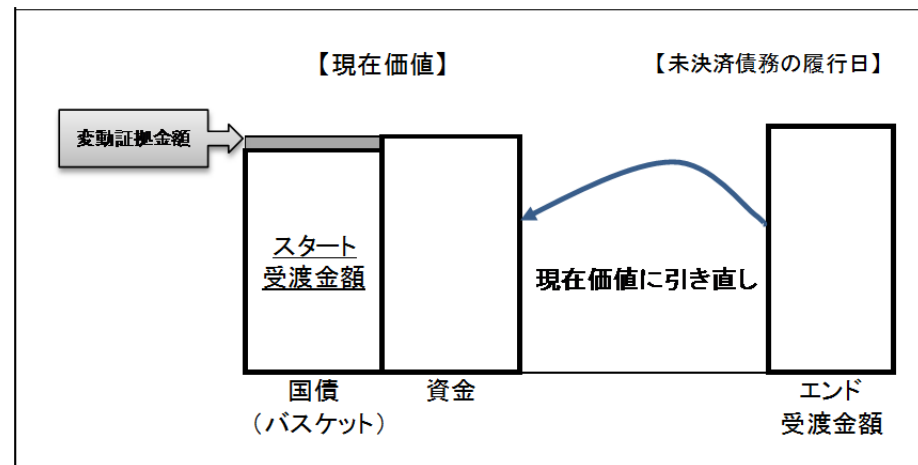 【現在価値】
【未決済債務の履行日】
変動証拠金額
スタート
受渡金額
現在価値に引き直し
国債
（バスケット）
資金
エンド
受渡金額